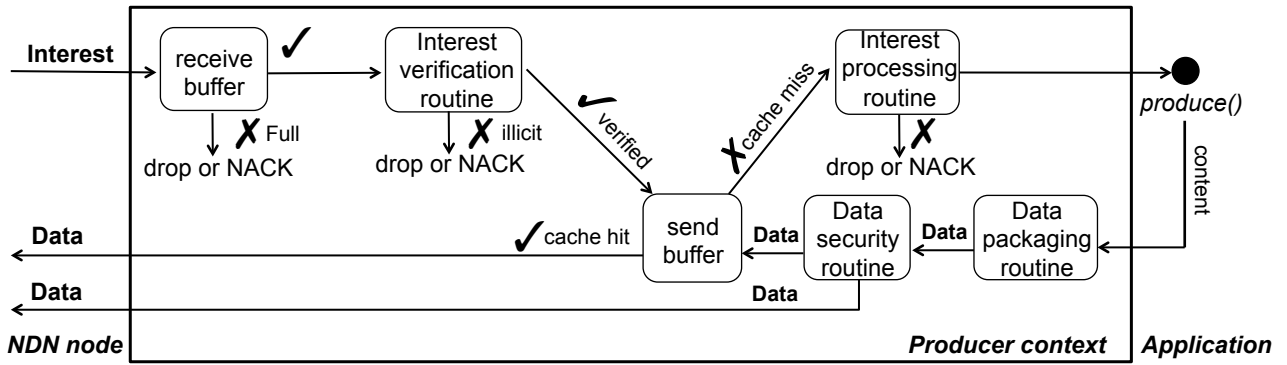 Interest
receive
buffer
Full
drop or NACK
Interest
verification
routine
illicit
drop or NACK
verified
cache miss
Interest
processing
routine
drop or NACK
produce()
content
Data
cache hit
send
buffer
Data
Data
security
routine
Data
Data
packaging
routine
Data
Data
NDN node
Producer context
Application